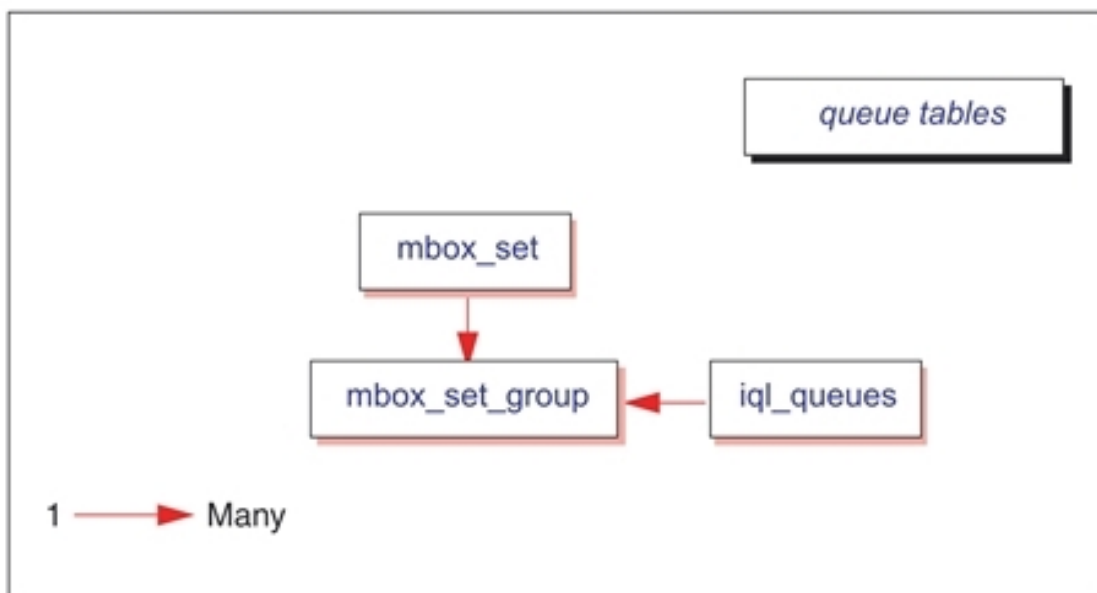 queue tables
mbox_set
mbox_set_group
iql_queues
1
Many